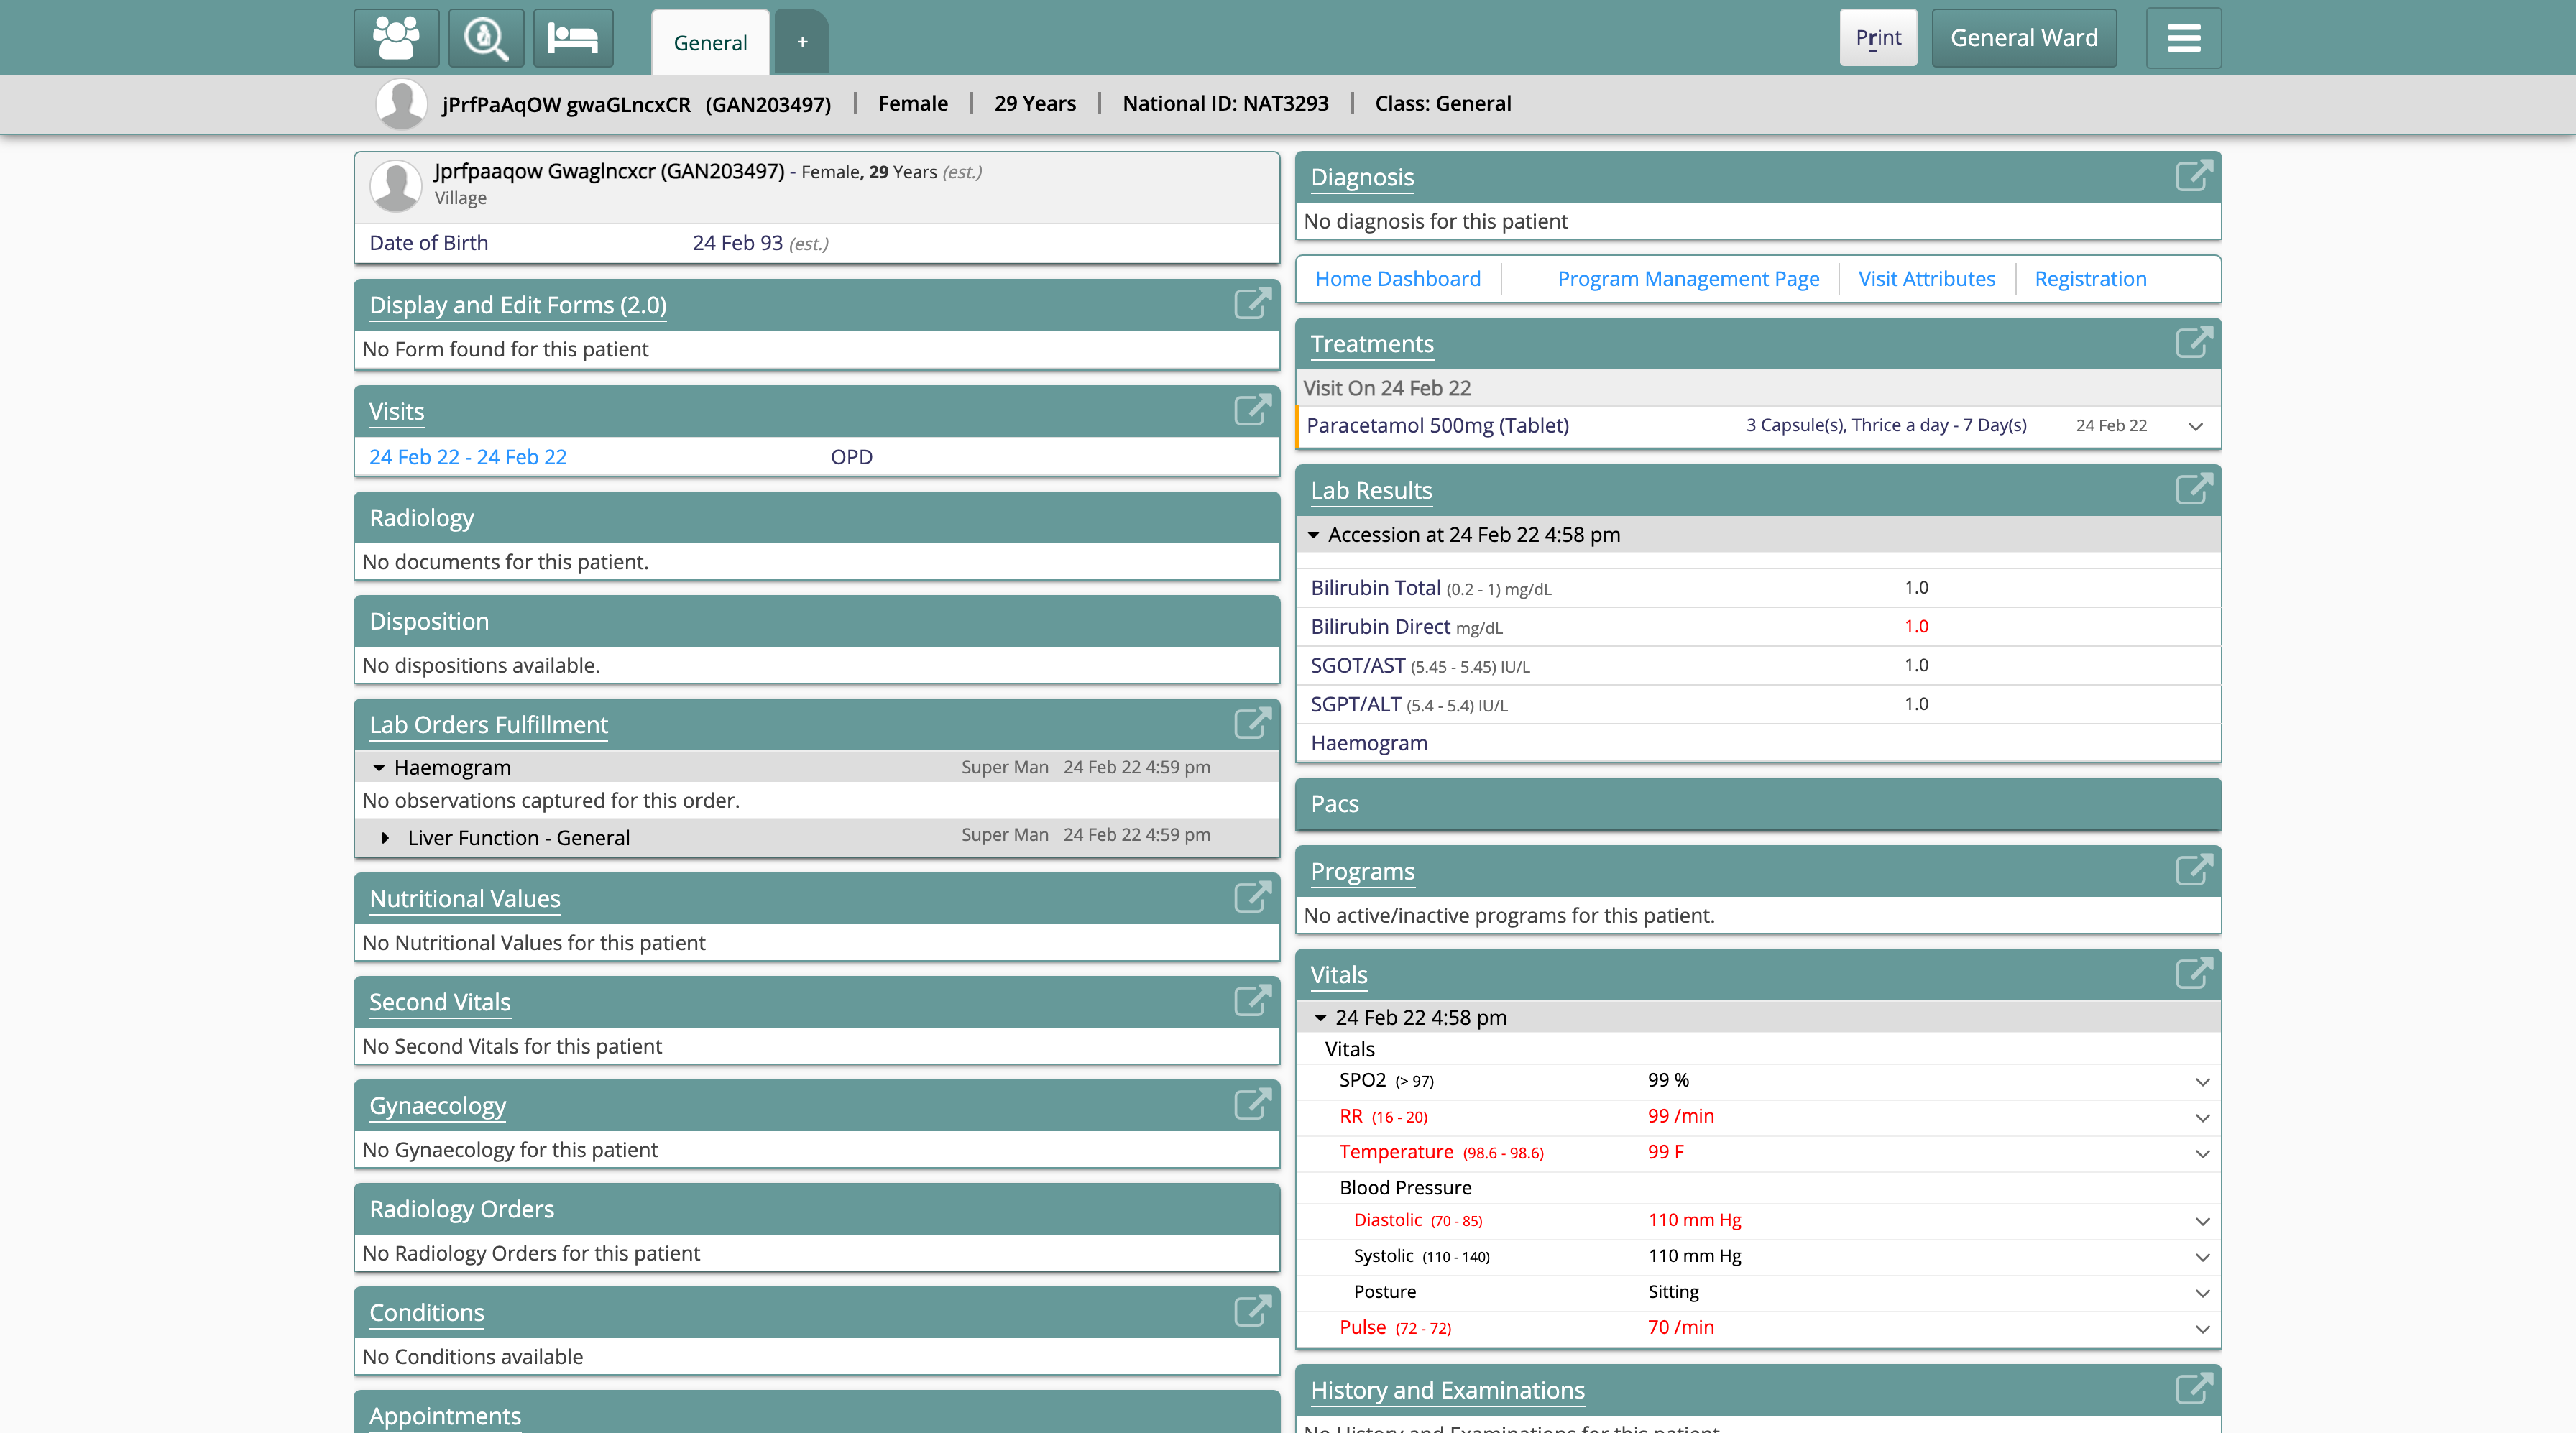 General
+
Print
General Ward
jPrfPaAqOW gwaGLncxCR (GAN203497) | Female | 29 Years | National ID: NAT3293 | Class: General
Jprfpaaqow Gwaglncxcr (GAN203497) - Female, 29 Years (est.)
Village
Date of Birth 24 Feb 93 (est.)
Display and Edit Forms (2.0)
No Form found for this patient
Visits
24 Feb 22 - 24 Feb 22 OPD
Radiology
No documents for this patient.
Disposition
No dispositions available.
Lab Orders Fulfillment
Haemogram Super Man 24 Feb 22 4:59 pm
No observations captured for this order.
Liver Function - General Super Man 24 Feb 22 4:59 pm
Nutritional Values
No Nutritional Values for this patient
Second Vitals
No Second Vitals for this patient
Gynaecology
No Gynaecology for this patient
Radiology Orders
No Radiology Orders for this patient
Conditions
No Conditions available
Appointments
Diagnosis
No diagnosis for this patient
Home Dashboard Program Management Page Visit Attributes Registration
Treatments
Visit On 24 Feb 22
Paracetamol 500mg (Tablet) 3 Capsule(s), Thrice a day - 7 Day(s) 24 Feb 22
Lab Results
Accession at 24 Feb 22 4:58 pm
Bilirubin Total (0.2 - 1) mg/dL 1.0
Bilirubin Direct mg/dL 1.0
SGOT/AST (5.45 - 5.45) IU/L 1.0
SGPT/ALT (5.4 - 5.4) IU/L 1.0
Haemogram
Pacs
Programs
No active/inactive programs for this patient.
Vitals
24 Feb 22 4:58 pm
Vitals
SPO2 (> 97) 99 %
RR (16 - 20) 99 /min
Temperature (98.6 - 98.6) 99 F
Blood Pressure
Diastolic (70 - 85) 110 mm Hg
Systolic (110 - 140) 110 mm Hg
Posture Sitting
Pulse (72 - 72) 70 /min
History and Examinations
No History and Examinations for this patient